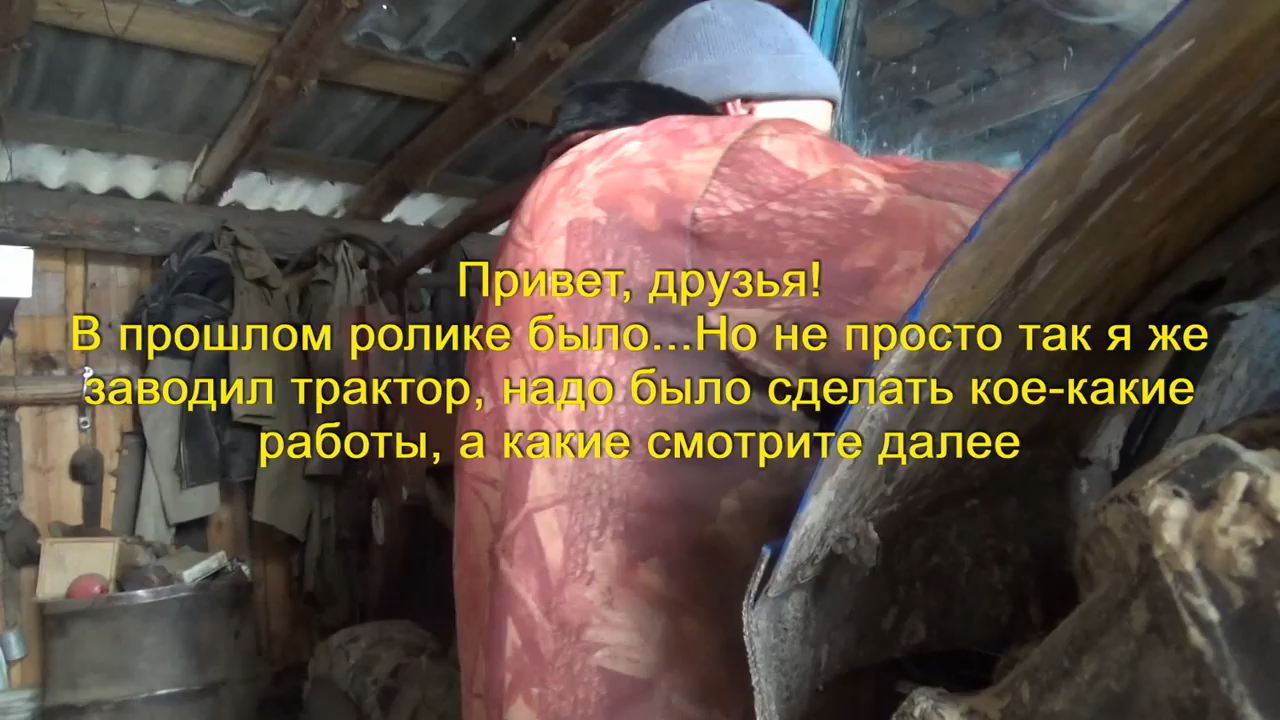 Привет, друзья!
В прошлом ролике было...Но не просто так я же
заводил трактор, надо было сделать кое-какие
работы, а какие смотрите далее